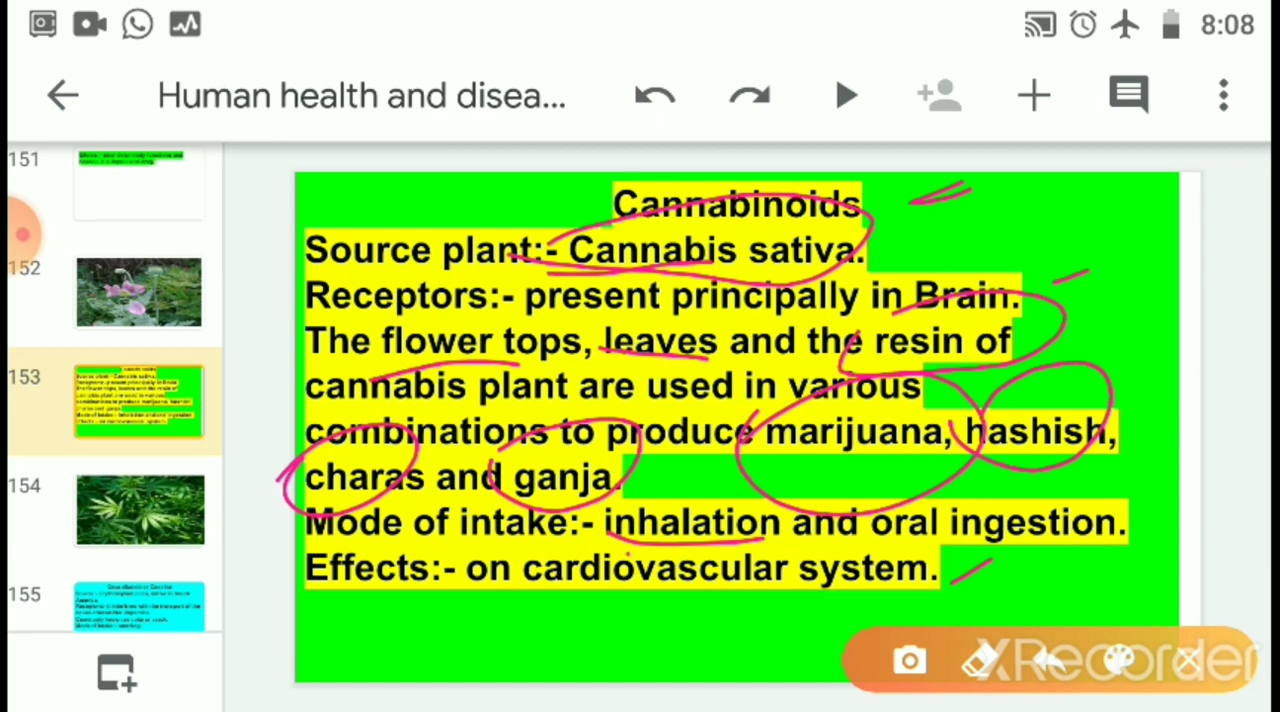 8:08
Human health and disea...
151
152
153
154
155
Cannabinoids
Source plant:- Cannabis sativa.
Receptors:- present principally in Brain.
The flower tops, leaves and the resin of
cannabis plant are used in various
combinations to produce marijuana, hashish,
charas and ganja.
Mode of intake:- inhalation and oral ingestion.
Effects:- on cardiovascular system.
XRecorder